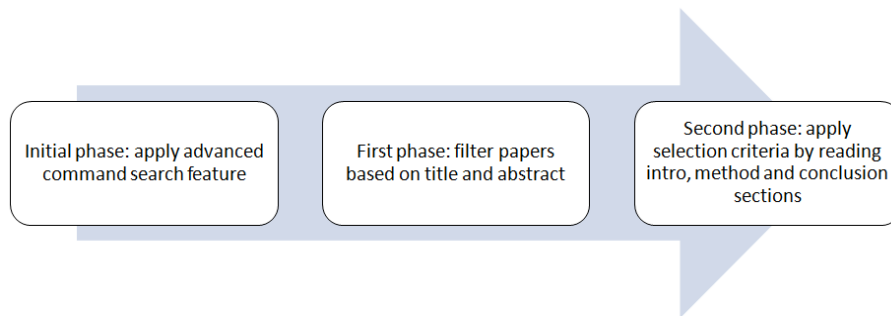 Initial phase: apply advanced
command search feature
First phase: filter papers
based on title and abstract
Second phase: apply
selection criteria by reading
intro, method and conclusion
sections